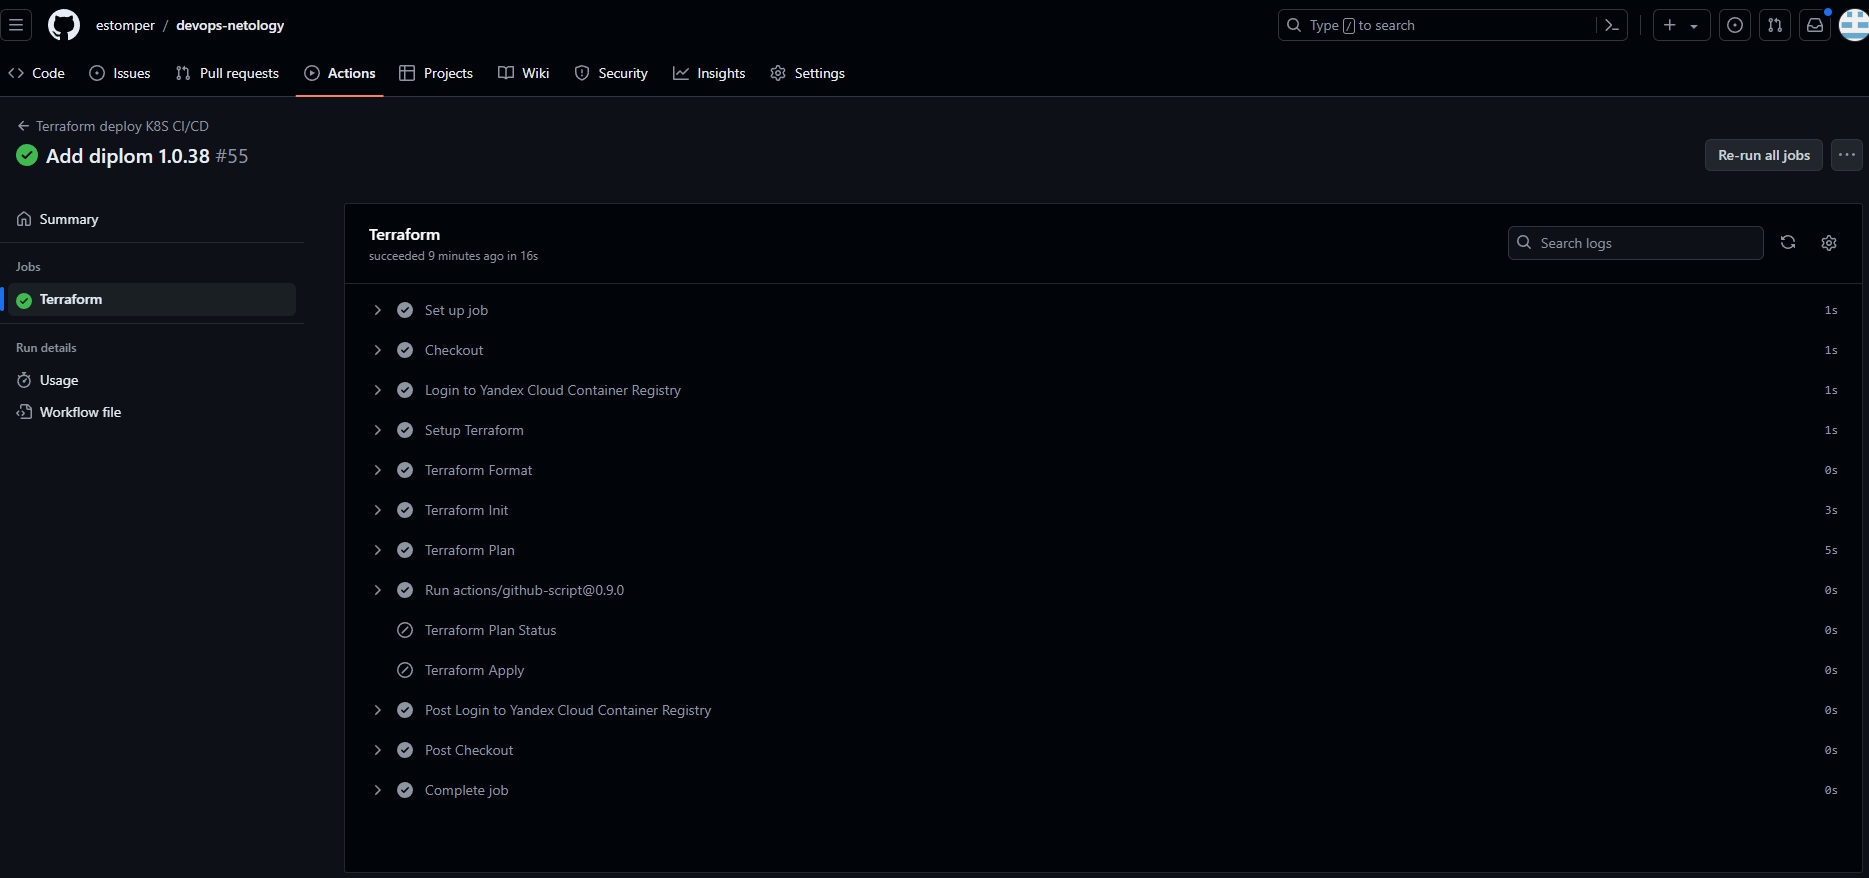 estomper / devops-netology
Type / to search
Code
Issues
Pull requests
Actions
Projects
Wiki
Security
Insights
Settings
Terraform deploy K8S CI/CD
Add diplom 1.0.38 #55
Re-run all jobs
Summary
Jobs
Terraform
Run details
Usage
Workflow file
Terraform
succeeded 9 minutes ago in 16s
Search logs
Set up job 1s
Checkout 1s
Login to Yandex Cloud Container Registry 1s
Setup Terraform 1s
Terraform Format 0s
Terraform Init 3s
Terraform Plan 5s
Run actions/github-script@0.9.0 0s
Terraform Plan Status 0s
Terraform Apply 0s
Post Login to Yandex Cloud Container Registry 0s
Post Checkout 0s
Complete job 0s